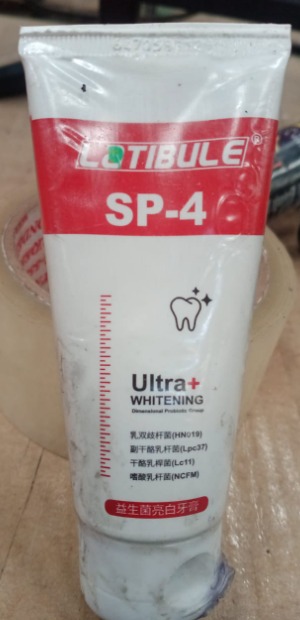 LOTIBULE®
SP-4
Ultra+
WHITENING
Dimensional Probiotic Group
乳双歧杆菌(HN019)
副干酪乳杆菌(Lpc37)
干酪乳桿菌(Lc11)
嗜酸乳杆菌(NCFM)
益生菌亮白牙膏